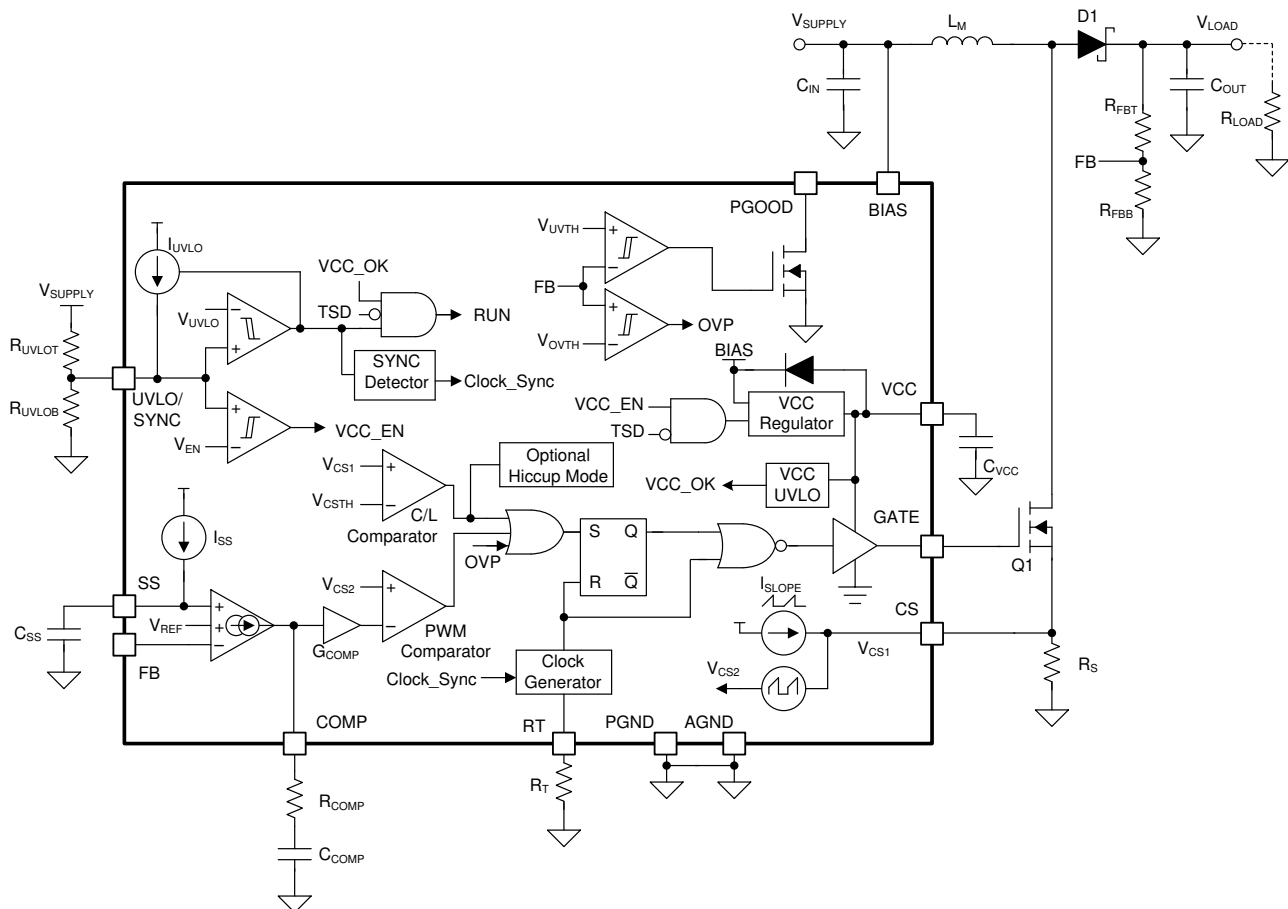 VSUPPLY
LM
D1
VLOAD
CIN
COUT
RFBT
RLOAD
FB
RFBB
PGOOD
BIAS
IUVLO
VUVTH
VCC_OK
FB
VSUPPLY
TSD
RUN
VUVLO
OVP
RUVLOT
VOVTH
SYNC
Detector
Clock_Sync
BIAS
UVLO/
SYNC
VCC
RUVLOB
VCC_EN
VCC
Regulator
TSD
VEN
VCC_EN
VCS1
Optional
Hiccup Mode
CVCC
VCC_OK
VCC
UVLO
VCSTH
C/L
Comparator
GATE
ISS
S
Q
OVP
Q1
R
Q̅
SS
VCS2
ISLOPE
CS
CSS
VREF
PWM
Comparator
VCS1
FB
GCOMP
RS
Clock_Sync
Clock
Generator
VCS2
COMP
RT
PGND
AGND
RT
RCOMP
CCOMP